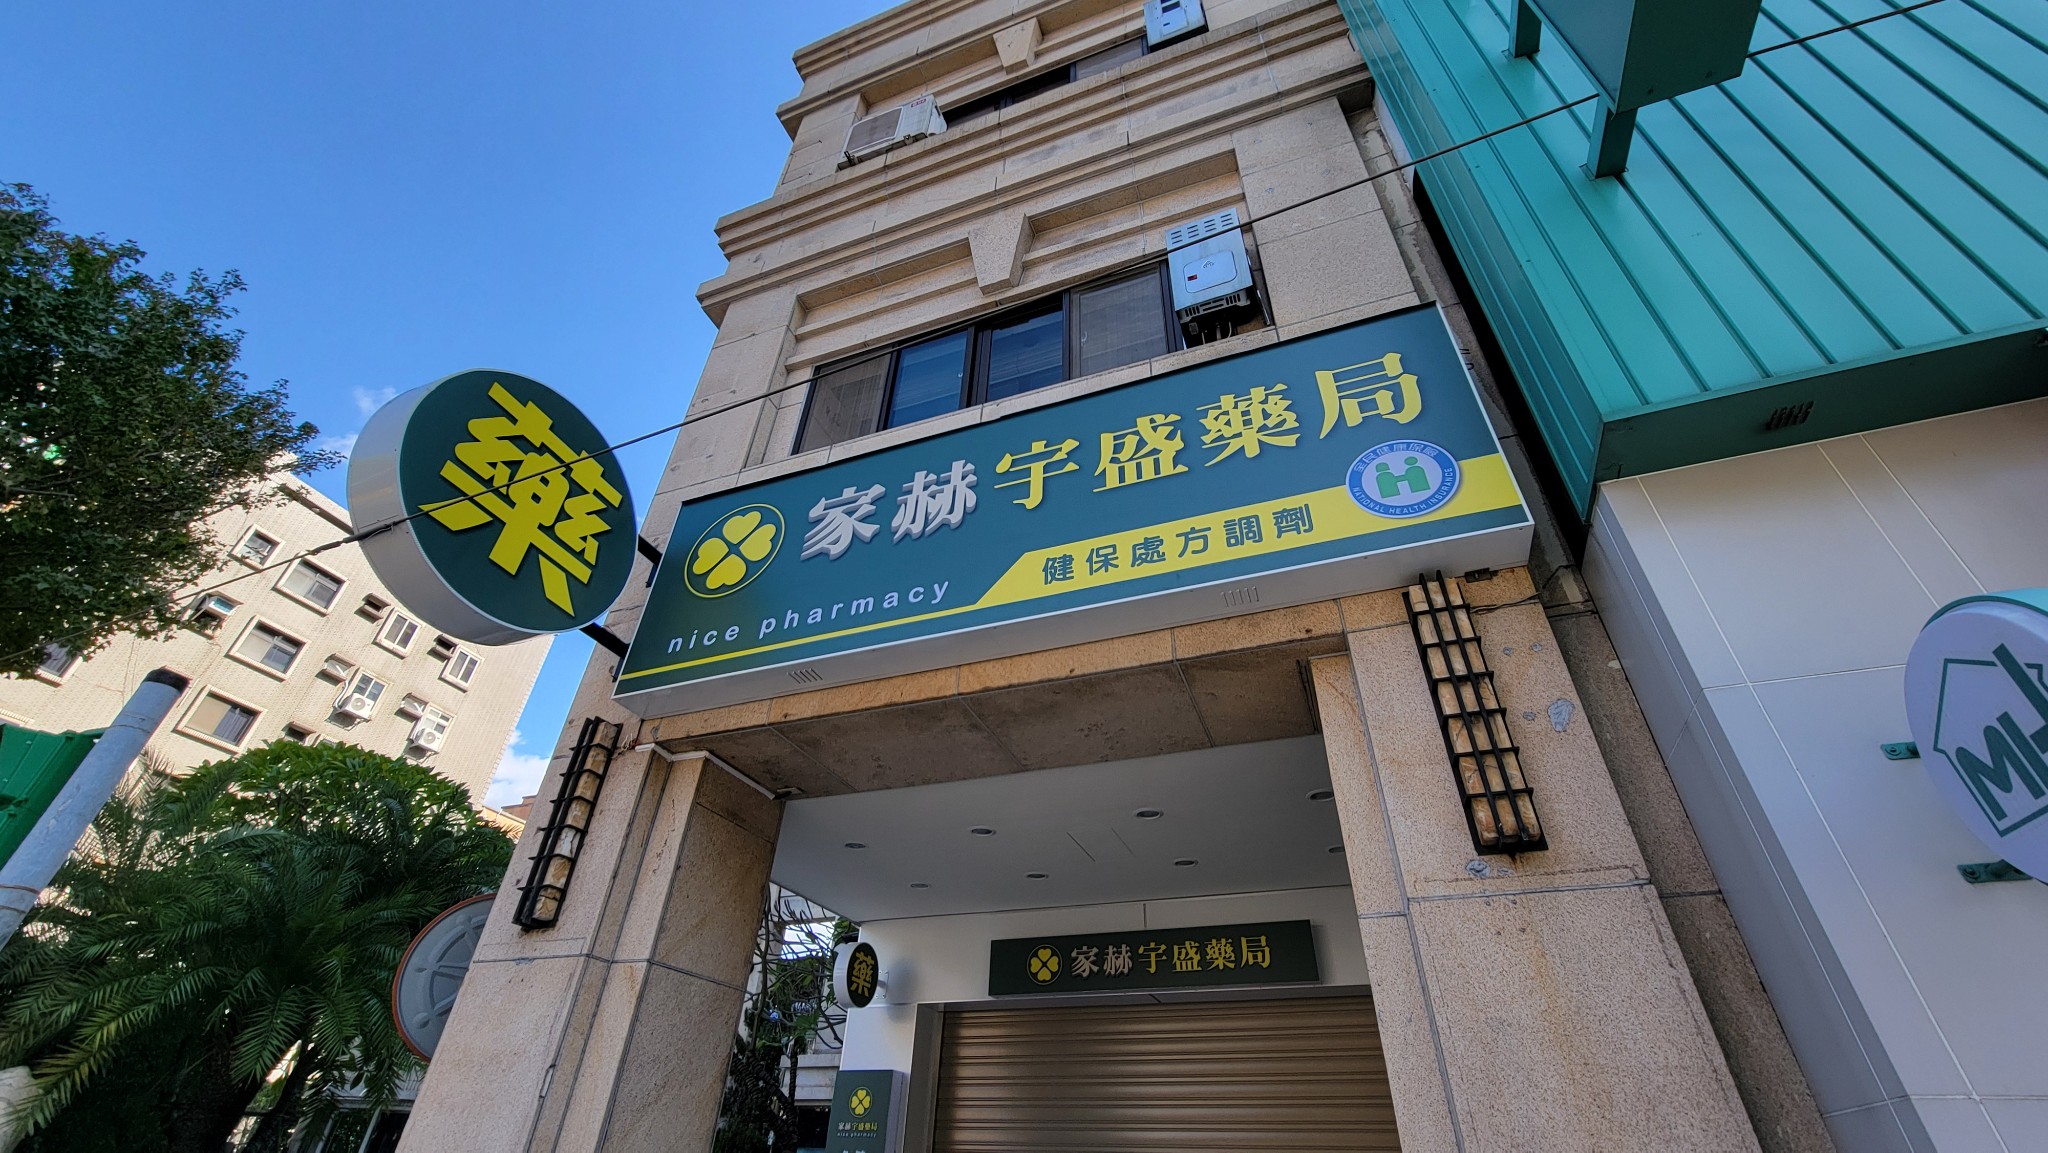 藥
家赫宇盛藥局
nice pharmacy
健保處方調劑
全民健康保險
NATIONAL HEALTH INSURANCE
藥
家赫宇盛藥局
家赫宇盛藥局
nice pharmacy